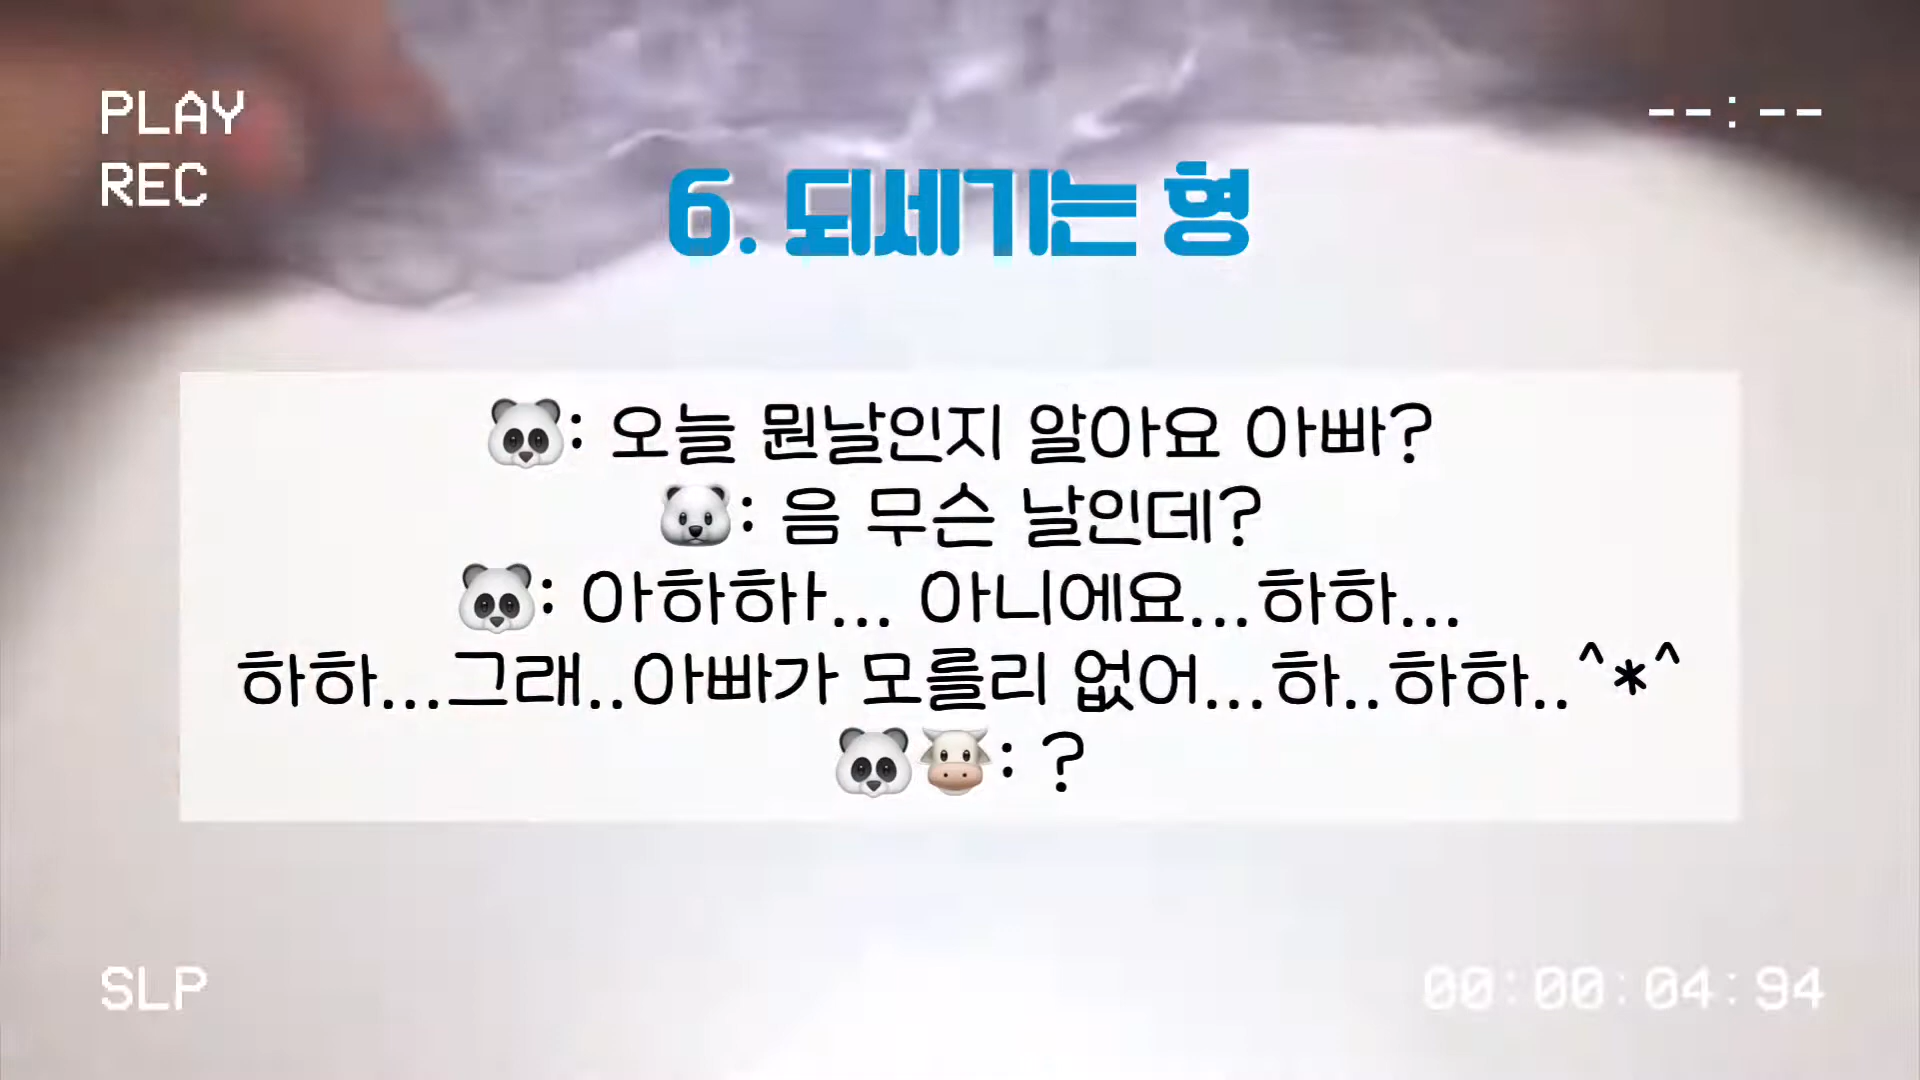 PLAY
--:--
REC
6. 되세기는 형
🐼: 오늘 뭔날인지 알아요 아빠?
🐻‍❄️: 음 무슨 날인데?
🐼: 아하하ㅏ... 아니에요...하하...
하하...그래..아빠가 모를리 없어...하..하하..^*^
🐼🐮: ?
SLP
00:00:04:94